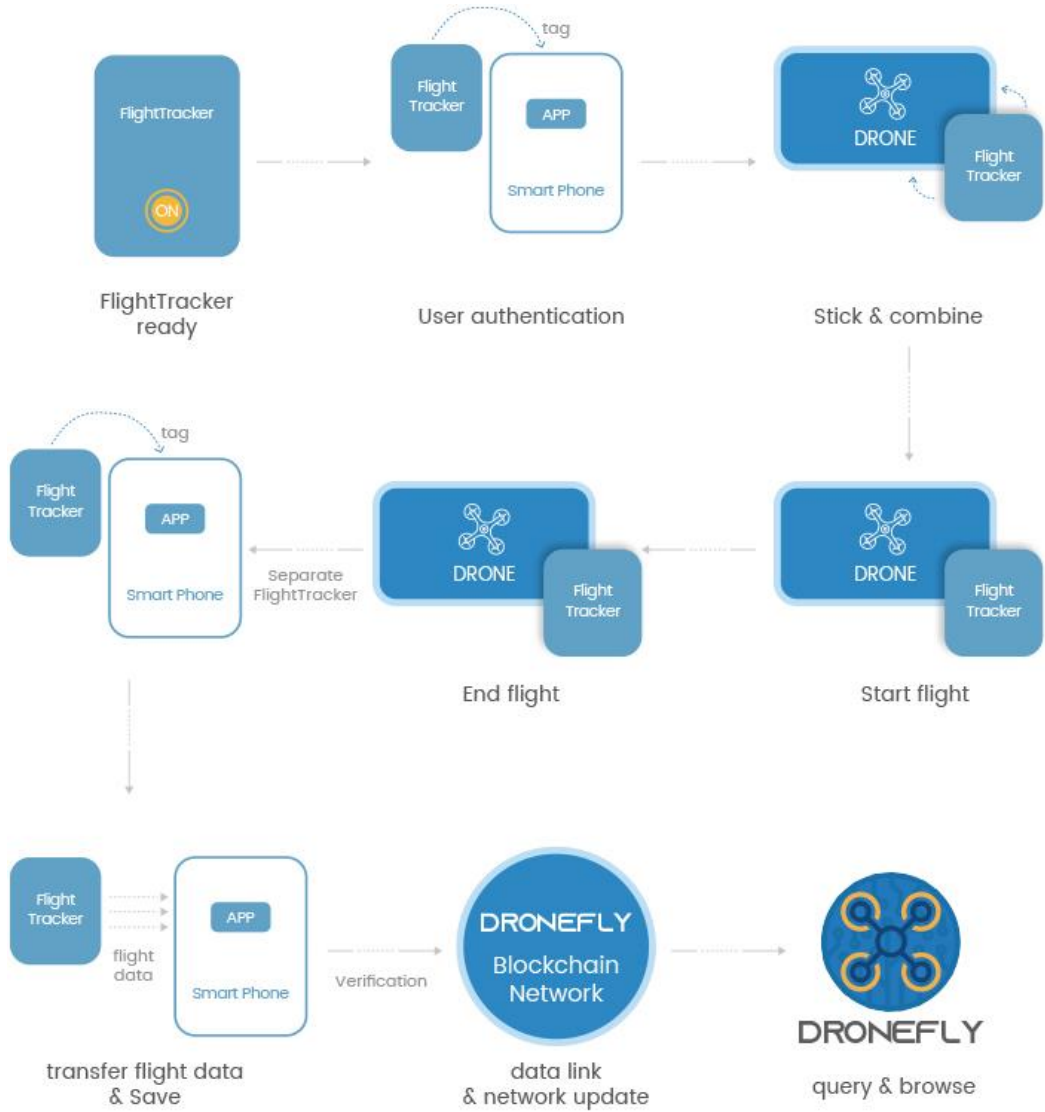 FlightTracker
ON
FlightTracker
ready
tag
Flight
Tracker
APP
Smart Phone
User authentication
DRONE
Flight
Tracker
Stick & combine
DRONE
Flight
Tracker
Start flight
DRONE
Flight
Tracker
End flight
Separate
FlightTracker
tag
Flight
Tracker
APP
Smart Phone
Flight
Tracker
flight
data
APP
Smart Phone
transfer flight data
& Save
Verification
DRONEFLY
Blockchain
Network
data link
& network update
DRONEFLY
query & browse